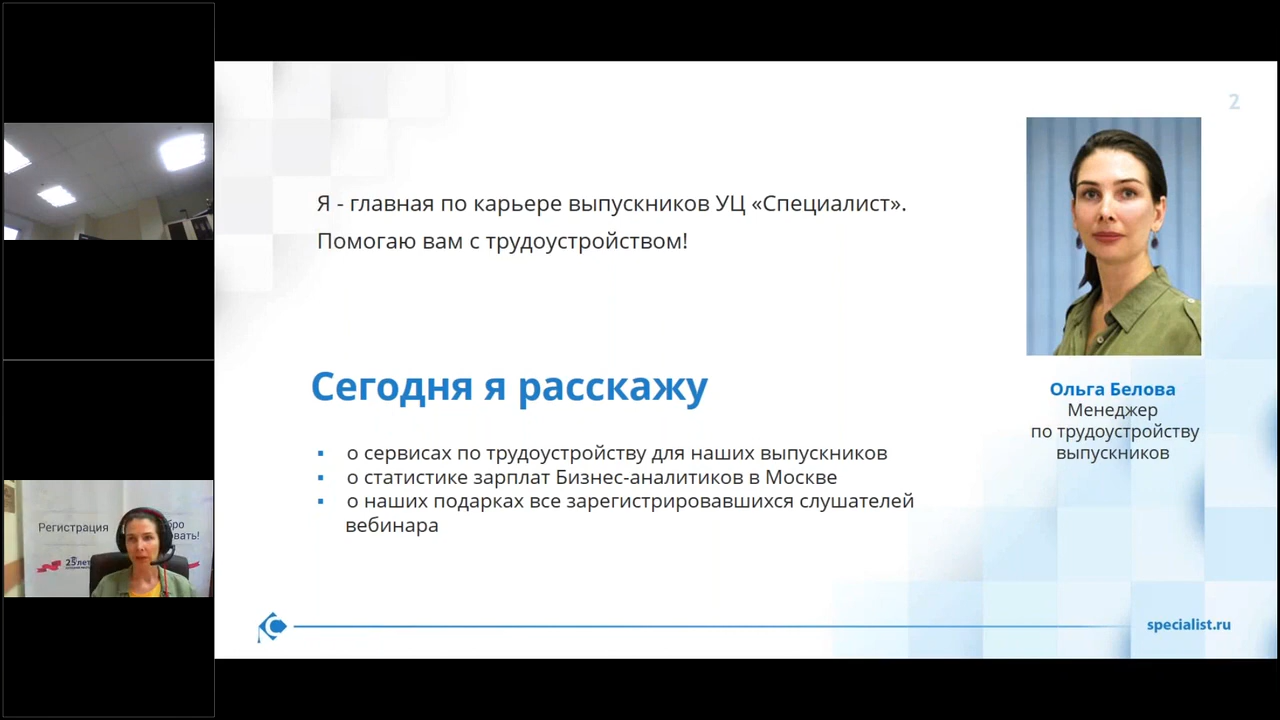 2
Я - главная по карьере выпускников УЦ «Специалист».
Помогаю вам с трудоустройством!
Сегодня я расскажу
▪ о сервисах по трудоустройству для наших выпускников
▪ о статистике зарплат Бизнес-аналитиков в Москве
▪ о наших подарках все зарегистрировавшихся слушателей
вебинара
Ольга Белова
Менеджер
по трудоустройству
выпускников
specialist.ru
Регистрация
25 лет